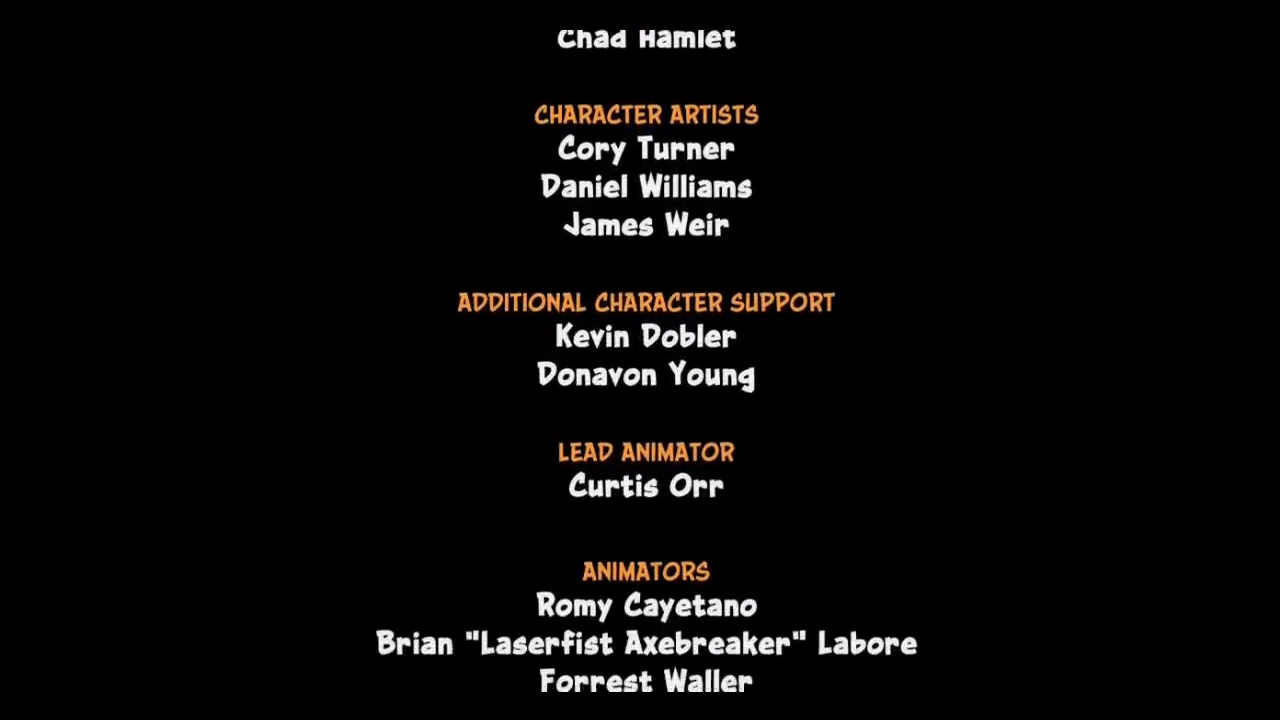 Chad Hamlet
CHARACTER ARTISTS
Cory Turner
Daniel Williams
James Weir
ADDITIONAL CHARACTER SUPPORT
Kevin Dobler
Donavon Young
LEAD ANIMATOR
Curtis Orr
ANIMATORS
Romy Cayetano
Brian "Laserfist Axebreaker" Labore
Forrest Waller